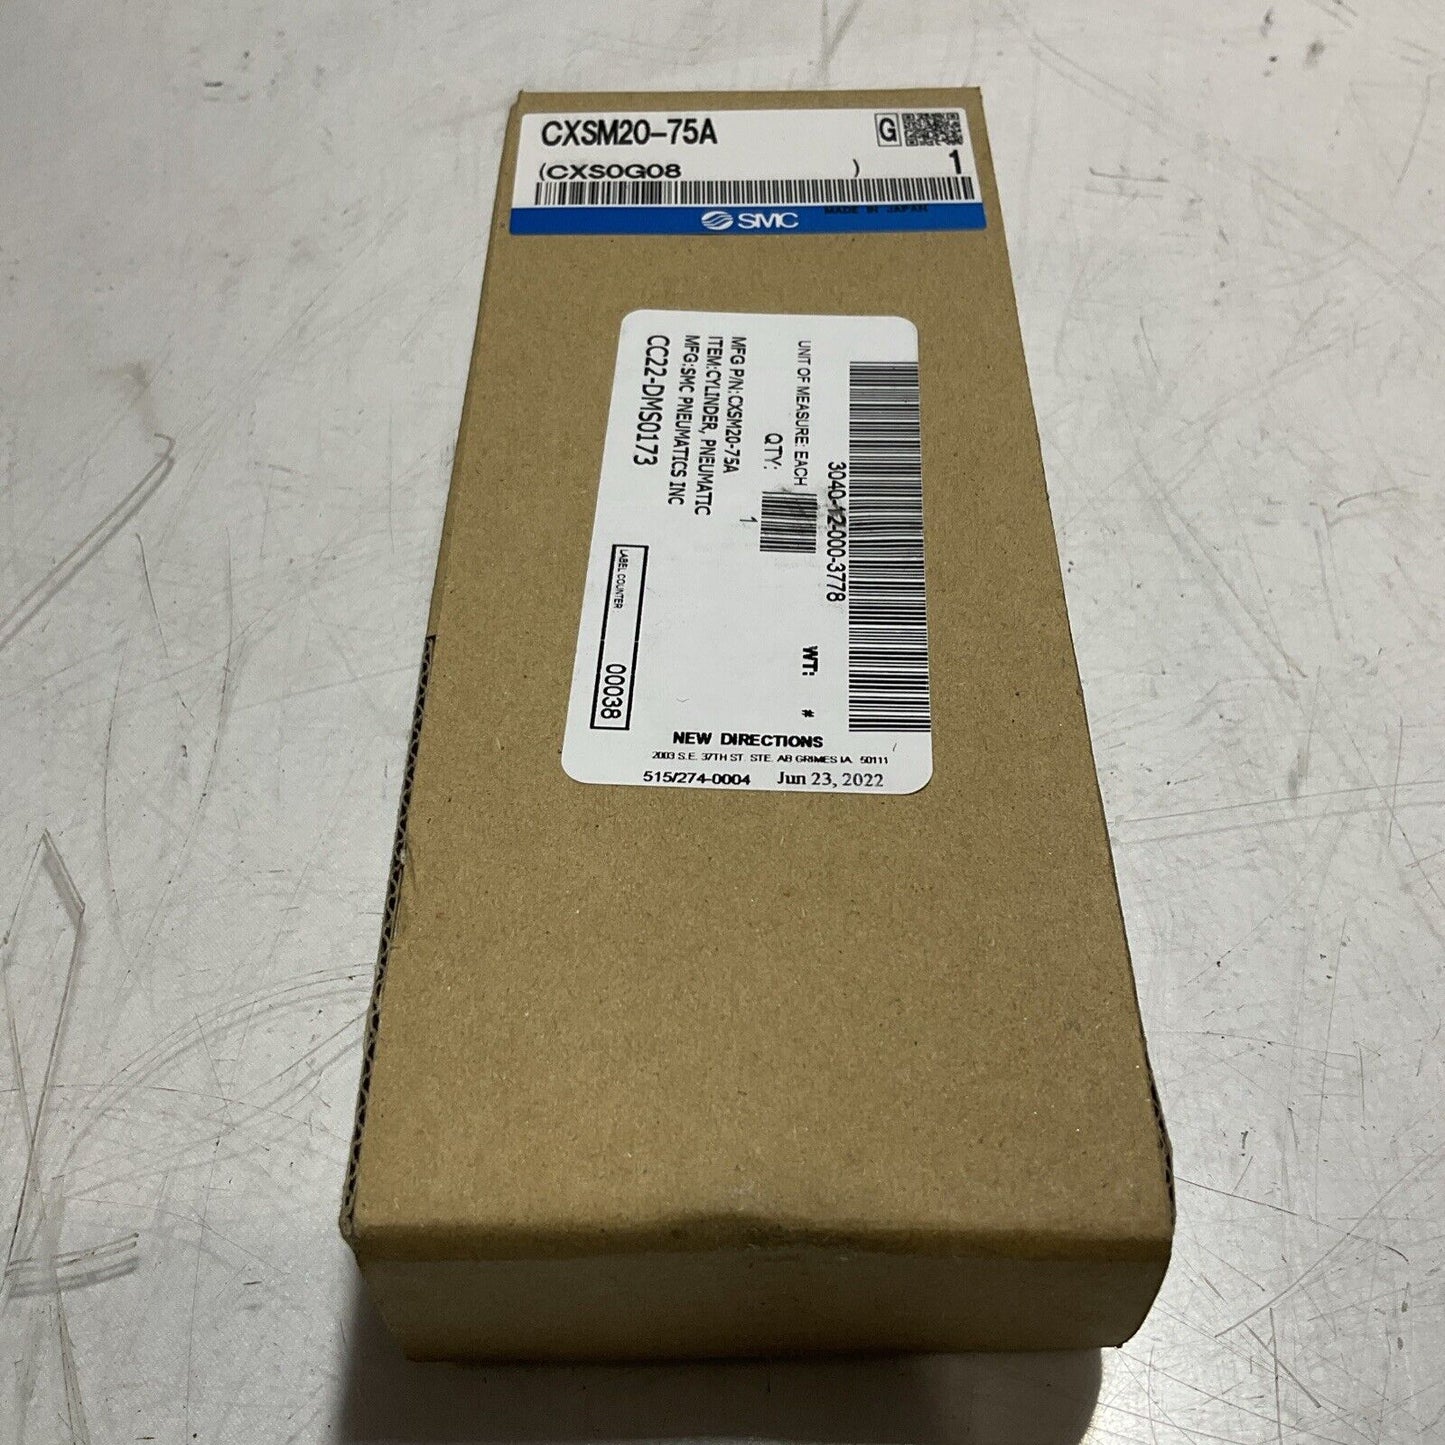 CXSM20-75A
G
(CXS0G08 )
1
SMC
MADE IN JAPAN
3040-12-000-3778
UNIT OF MEASURE: EACH
WT: #
QTY:
1
MFG P/N:CXSM20-75A
ITEM:CYLINDER, PNEUMATIC
MFG:SMC PNEUMATICS INC
CC22-DMS0173
LABEL COUNTER
00038
NEW DIRECTIONS
2003 S.E. 37TH ST. STE. AB GRIMES IA. 50111
515/274-0004 Jun 23, 2022